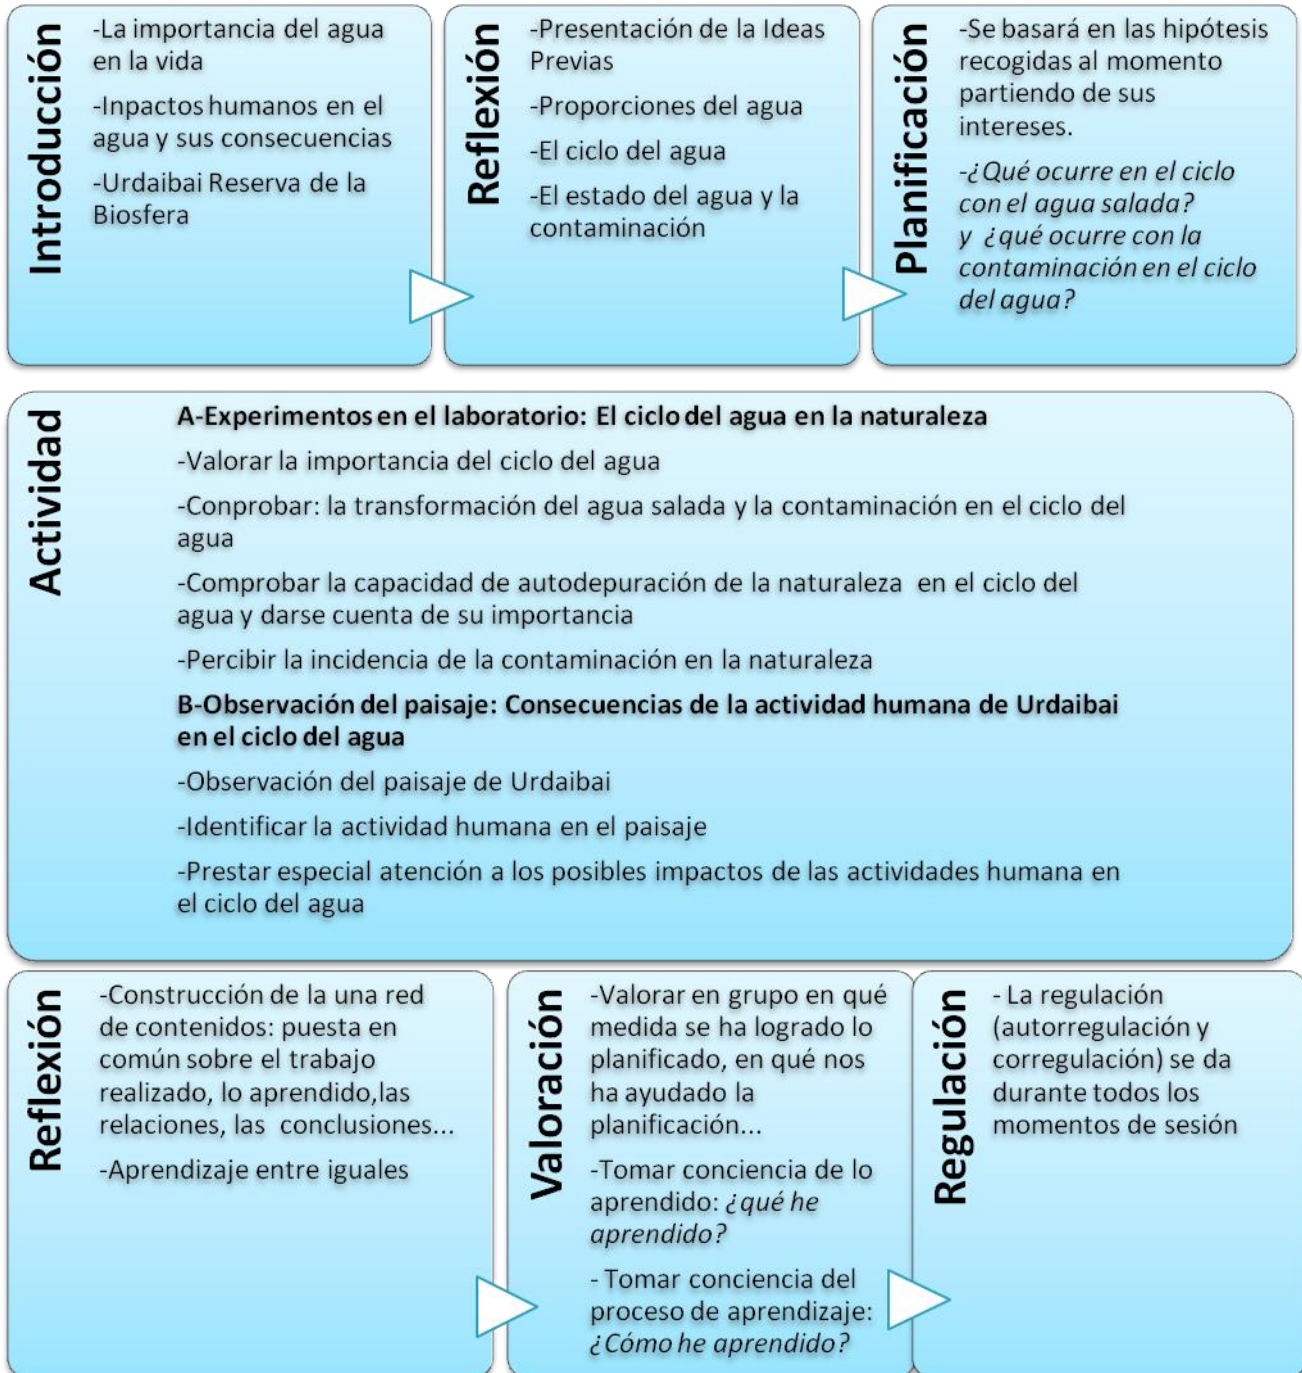 Introducción
-La importancia del agua
en la vida
-Inpactos humanos en el
agua y sus consecuencias
-Urdaibai Reserva de la
Biosfera
Reflexión
-Presentación de la Ideas
Previas
-Proporciones del agua
-El ciclo del agua
-El estado del agua y la
contaminación
Planificación
-Se basará en las hipótesis
recogidas al momento
partiendo de sus
intereses.
-¿Qué ocurre en el ciclo
con el agua salada?
y ¿qué ocurre con la
contaminación en el ciclo
del agua?
Actividad
A-Experimentos en el laboratorio: El ciclo del agua en la naturaleza
-Valorar la importancia del ciclo del agua
-Conprobar: la transformación del agua salada y la contaminación en el ciclo del
agua
-Comprobar la capacidad de autodepuración de la naturaleza en el ciclo del
agua y darse cuenta de su importancia
-Percibir la incidencia de la contaminación en la naturaleza
B-Observación del paisaje: Consecuencias de la actividad humana de Urdaibai
en el ciclo del agua
-Observación del paisaje de Urdaibai
-Identificar la actividad humana en el paisaje
-Prestar especial atención a los posibles impactos de las actividades humana en
el ciclo del agua
Reflexión
-Construcción de la una red
de contenidos: puesta en
común sobre el trabajo
realizado, lo aprendido,las
relaciones, las conclusiones...
-Aprendizaje entre iguales
Valoración
-Valorar en grupo en qué
medida se ha logrado lo
planificado, en qué nos
ha ayudado la
planificación...
-Tomar conciencia de lo
aprendido: ¿qué he
aprendido?
- Tomar conciencia del
proceso de aprendizaje:
¿Cómo he aprendido?
Regulación
- La regulación
(autorregulación y
corregulación) se da
durante todos los
momentos de sesión